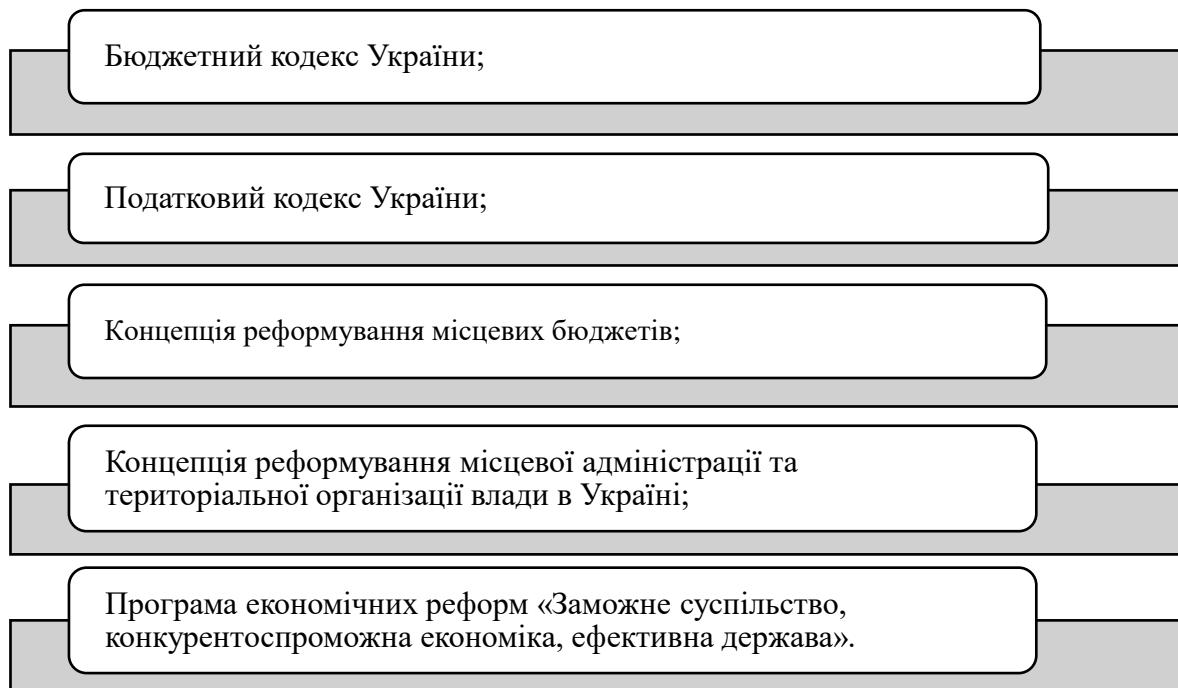 Бюджетний кодекс України;
Податковий кодекс України;
Концепція реформування місцевих бюджетів;
Концепція реформування місцевої адміністрації та
територіальної організації влади в Україні;
Програма економічних реформ «Заможне суспільство,
конкурентоспроможна економіка, ефективна держава».